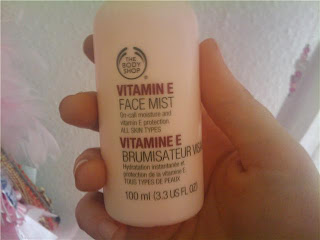 THE
BODY
SHOP
VITAMIN E
FACE MIST
On call moisture and
vitamin E protection
ALL SKIN TYPES
VITAMINE E
BRUMISATEUR VISA
Hydratation instantanée et
protection de la vitamine E
TOUS TYPES DE PEAUX
100 ml (3.3 US FL OZ)